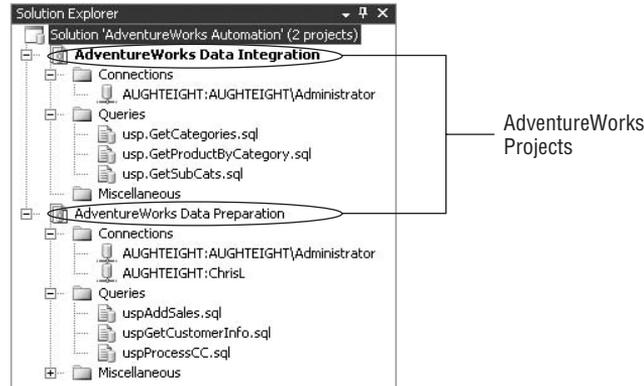 Solution Explorer
Solution 'AdventureWorks Automation' (2 projects)
AdventureWorks Data Integration
Connections
AUGHTEIGHT:AUGHTEIGHT\Administrator
Queries
usp.GetCategories.sql
usp.GetProductByCategory.sql
usp.GetSubCats.sql
Miscellaneous
AdventureWorks Data Preparation
Connections
AUGHTEIGHT:AUGHTEIGHT\Administrator
AUGHTEIGHT:ChrisL
Queries
uspAddSales.sql
uspGetCustomerInfo.sql
uspProcessCC.sql
Miscellaneous
AdventureWorks
Projects